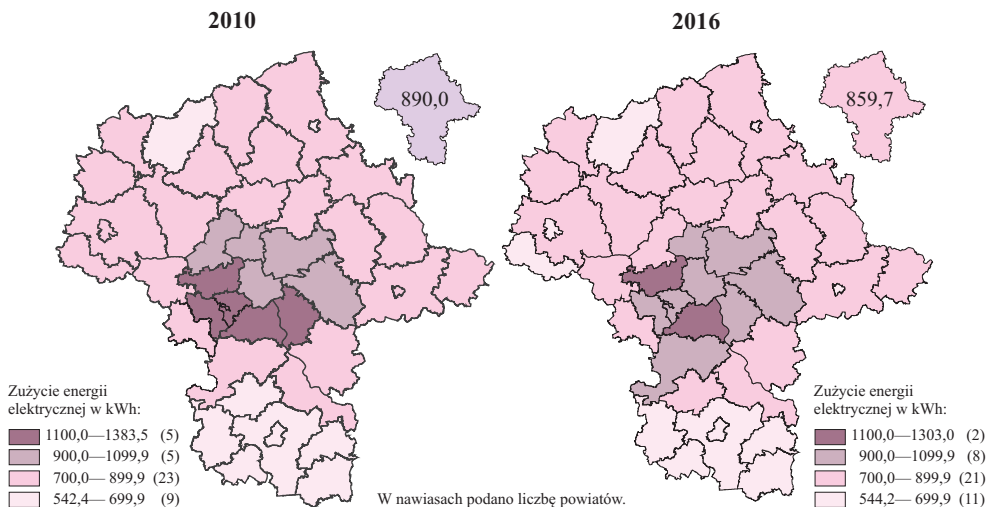 2010
2016
890,0
859,7
Zużycie energii
elektrycznej w kWh:
1100,0—1383,5 (5)
900,0—1099,9 (5)
700,0— 899,9 (23)
542,4— 699,9 (9)
W nawiasach podano liczbę powiatów.
Zużycie energii
elektrycznej w kWh:
1100,0—1303,0 (2)
900,0—1099,9 (8)
700,0— 899,9 (21)
544,2— 699,9 (11)